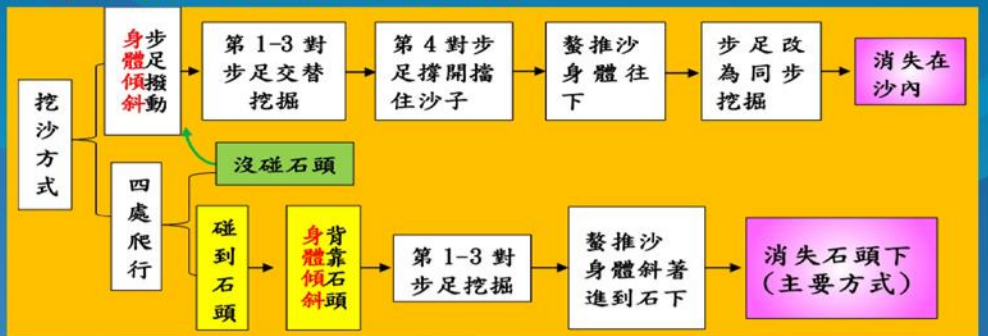 挖沙方式
身體傾斜
步足撥動
第1-3對
步足交替
挖掘
第4對步
足撐開擋
住沙子
螯推沙
身體往
下
步足改
為同步
挖掘
消失在
沙內
四處爬行
沒碰石頭
碰到石頭
身體傾斜
背靠石頭
第1-3對
步足挖掘
螯推沙
身體斜著
進到石下
消失石頭下
(主要方式)